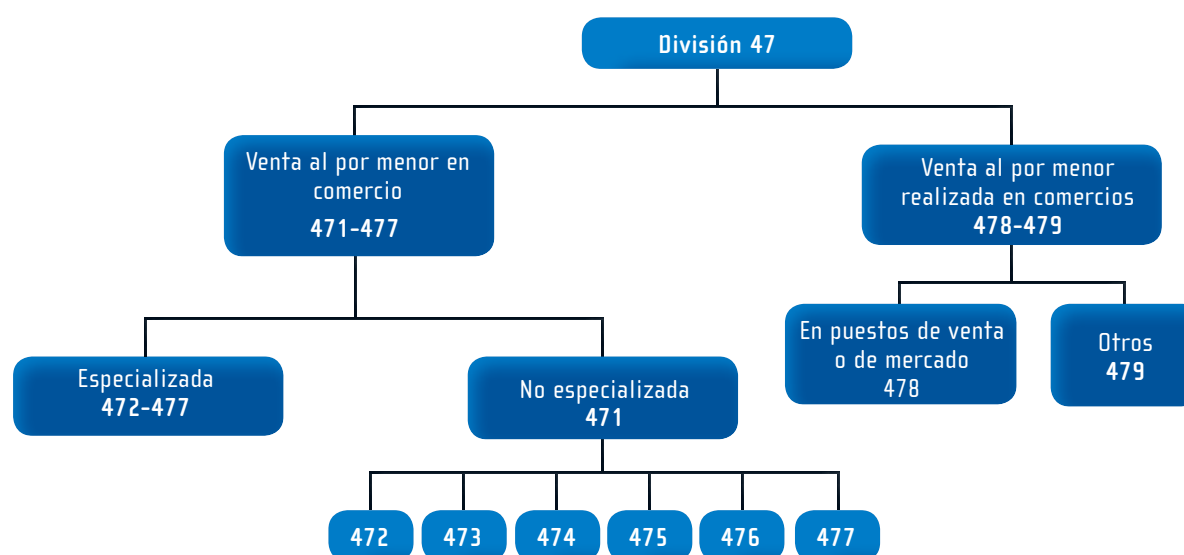 División 47
Venta al por menor en
comercio
471-477
Venta al por menor
realizada en comercios
478-479
Especializada
472-477
No especializada
471
En puestos de venta
o de mercado
478
Otros
479
472
473
474
475
476
477